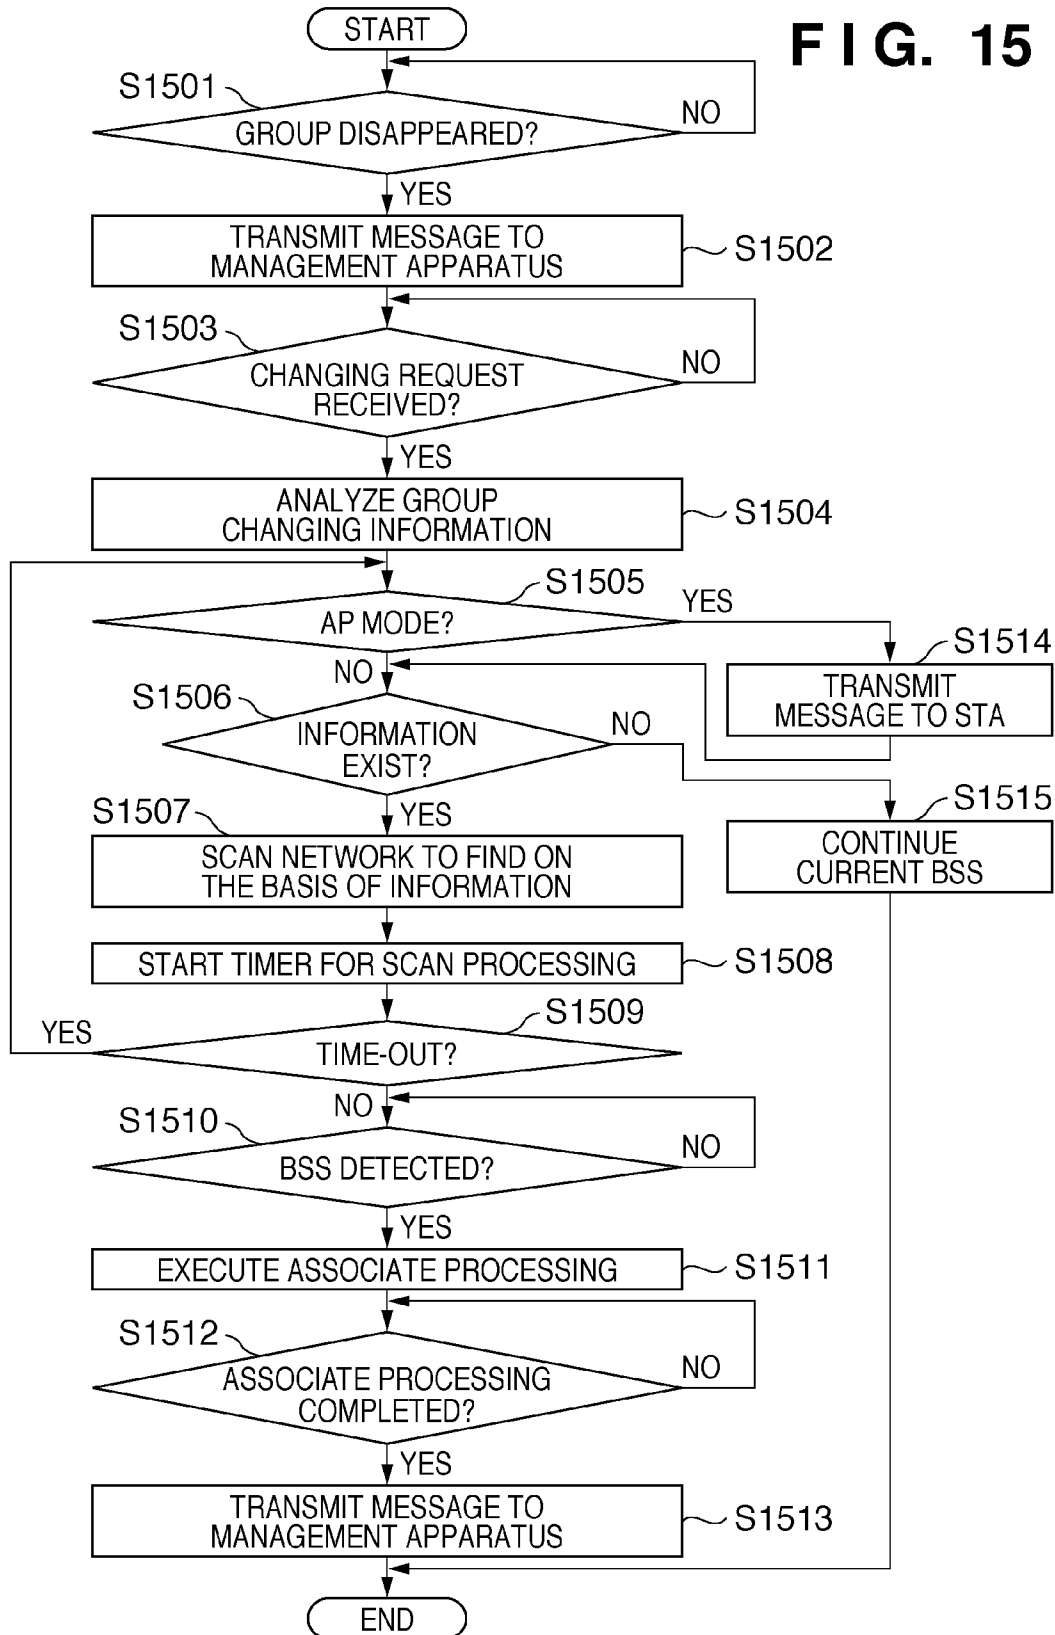 START
FIG. 15
S1501
GROUP DISAPPEARED?
NO
YES
TRANSMIT MESSAGE TO
MANAGEMENT APPARATUS
S1502
S1503
CHANGING REQUEST
RECEIVED?
NO
YES
ANALYZE GROUP
CHANGING INFORMATION
S1504
S1505
AP MODE?
YES
NO
S1514
TRANSMIT
MESSAGE TO STA
S1506
INFORMATION
EXIST?
NO
YES
S1515
CONTINUE
CURRENT BSS
S1507
SCAN NETWORK TO FIND ON
THE BASIS OF INFORMATION
START TIMER FOR SCAN PROCESSING
S1508
S1509
YES
TIME-OUT?
NO
S1510
BSS DETECTED?
NO
YES
EXECUTE ASSOCIATE PROCESSING
S1511
S1512
ASSOCIATE PROCESSING
COMPLETED?
NO
YES
TRANSMIT MESSAGE TO
MANAGEMENT APPARATUS
S1513
END